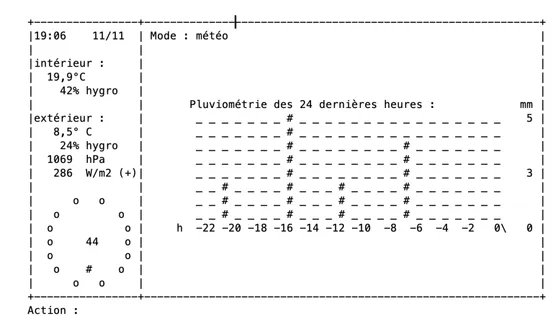 19:06 11/11 Mode : météo
intérieur :
19,9°C
42% hygro
Pluviométrie des 24 dernières heures : mm
extérieur : # 5
8,5° C #
24% hygro # #
1069 hPa # #
286 W/m2 (+) # # 3
# # # #
o o # # # #
o o # # # #
o o h -22 -20 -18 -16 -14 -12 -10 -8 -6 -4 -2 0\ 0
o 44 o
o o
o # o
o o
Action :